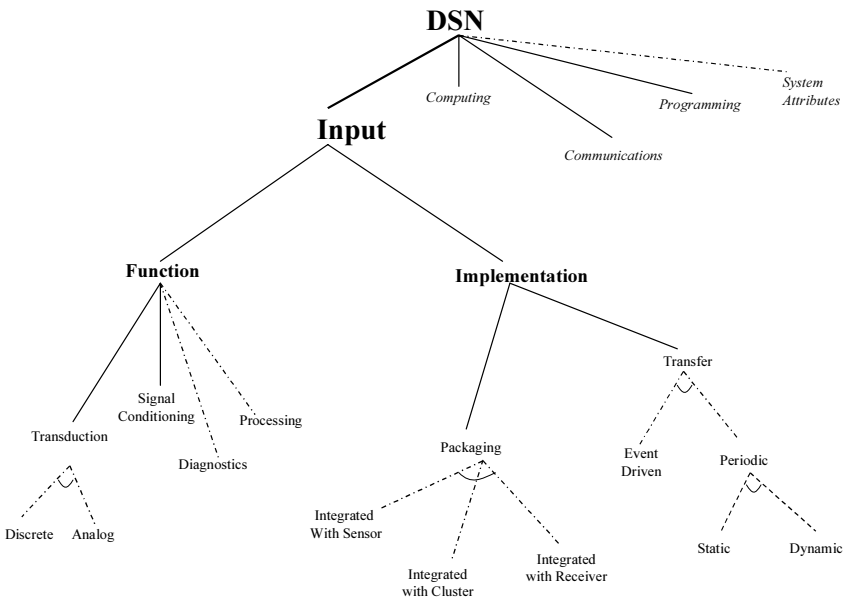 DSN
Computing
Programming
System
Attributes
Input
Communications
Function
Implementation
Transfer
Signal
Conditioning
Processing
Transduction
Diagnostics
Packaging
Event
Driven
Periodic
Discrete
Analog
Integrated
With Sensor
Integrated
with Cluster
Integrated
with Receiver
Static
Dynamic